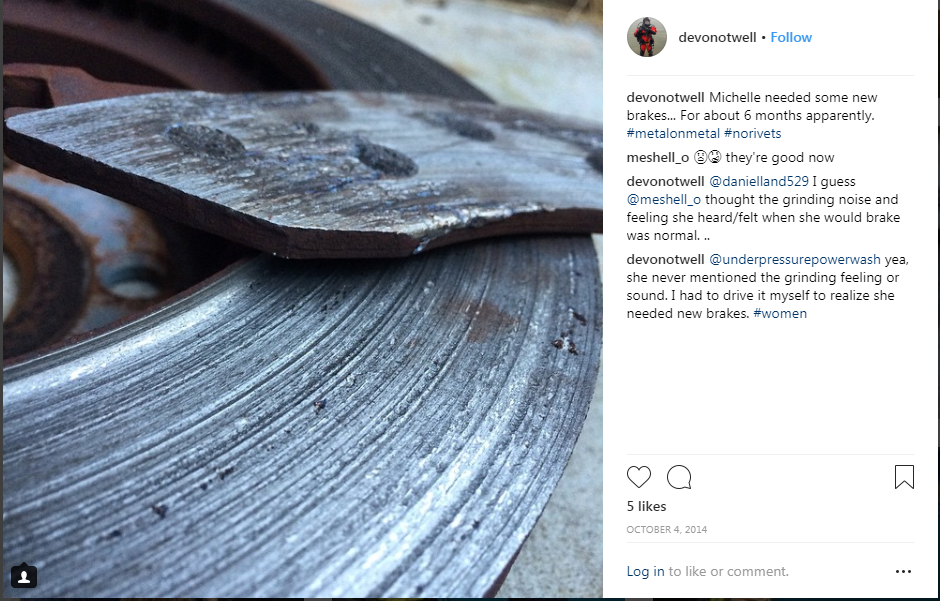 devonotwell • Follow
devonotwell Michelle needed some new
brakes... For about 6 months apparently.
#metalonmetal #norivets
meshell_o 😫😪 they're good now
devonotwell @danielland529 I guess
@meshell_o thought the grinding noise and
feeling she heard/felt when she would brake
was normal. ..
devonotwell @underpressurepowerwash yea,
she never mentioned the grinding feeling or
sound. I had to drive it myself to realize she
needed new brakes. #women
5 likes
OCTOBER 4, 2014
Log in to like or comment.